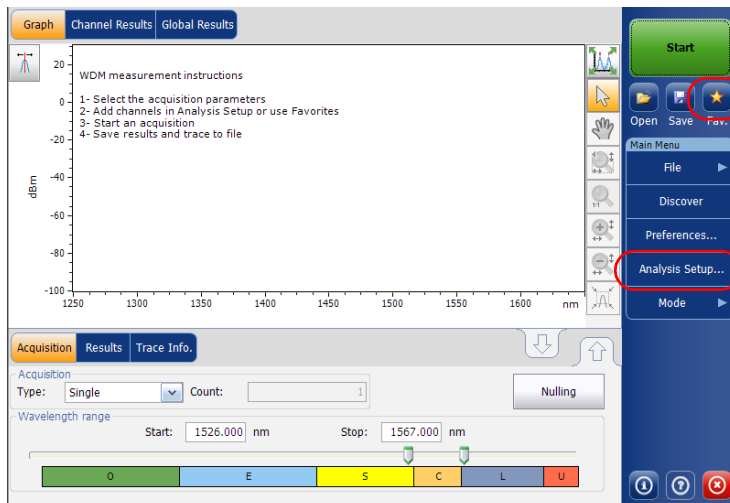 Graph Channel Results Global Results
WDM measurement instructions
1- Select the acquisition parameters
2- Add channels in Analysis Setup or use Favorites
3- Start an acquisition
4- Save results and trace to file
dBm
20
0
-20
-40
-60
-80
-100
1250 1300 1350 1400 1450 1500 1550 1600 nm
1:1
Start
Open Save Fav.
Main Menu
File
Discover
Preferences...
Analysis Setup...
Mode
Acquisition Results Trace Info.
Acquisition
Type: Single Count: 1
Nulling
Wavelength range
Start: 1526.000 nm Stop: 1567.000 nm
O E S C L U